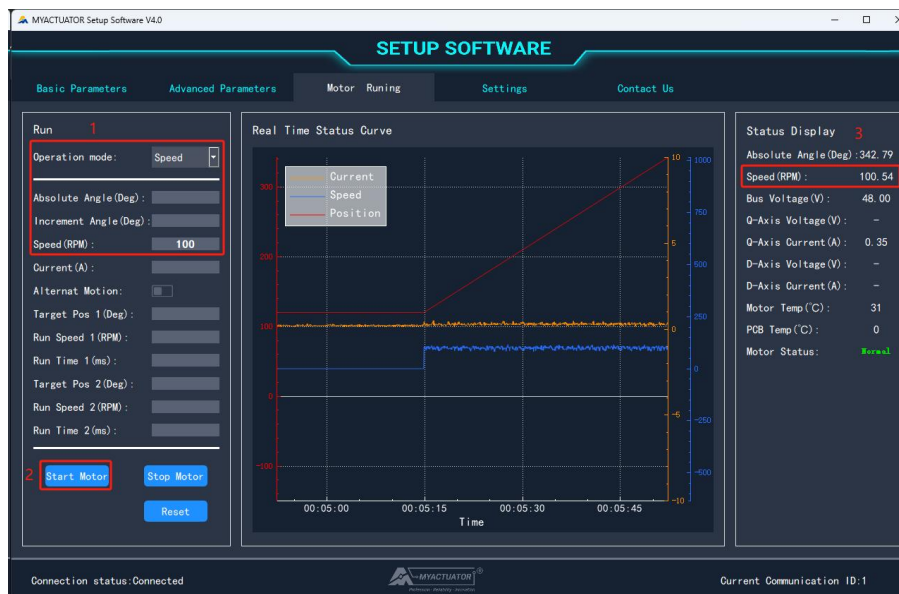 MYACTUATOR Setup Software V4.0
SETUP SOFTWARE
Basic Parameters
Advanced Parameters
Motor Runing
Settings
Contact Us
Run 1
Operation mode: Speed
Absolute Angle(Deg):
Increment Angle(Deg):
Speed(RPM): 100
Current(A):
Alternat Motion:
Target Pos 1(Deg):
Run Speed 1(RPM):
Run Time 1(ms):
Target Pos 2(Deg):
Run Speed 2(RPM):
Run Time 2(ms):
2 Start Motor
Stop Motor
Reset
Real Time Status Curve
Current
Speed
Position
300
200
100
0
-100
10
5
0
-5
-10
1000
750
500
250
0
-250
-500
00:05:00
00:05:15
00:05:30
00:05:45
Time
Status Display 3
Absolute Angle(Deg):342.79
Speed(RPM): 100.54
Bus Voltage(V): 48.00
Q-Axis Voltage(V): -
Q-Axis Current(A): 0.35
D-Axis Voltage(V): -
D-Axis Current(A): -
Motor Temp(℃): 31
PCB Temp(℃): 0
Motor Status: Normal
Connection status:Connected
MYACTUATOR
®
Current Communication ID:1